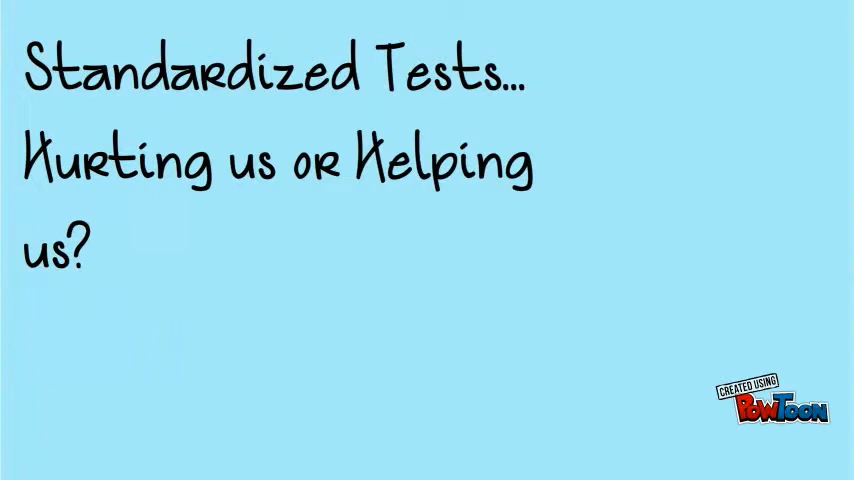 Standardized Tests...
Hurting us or Helping
us?
CREATED USING
POWTOON